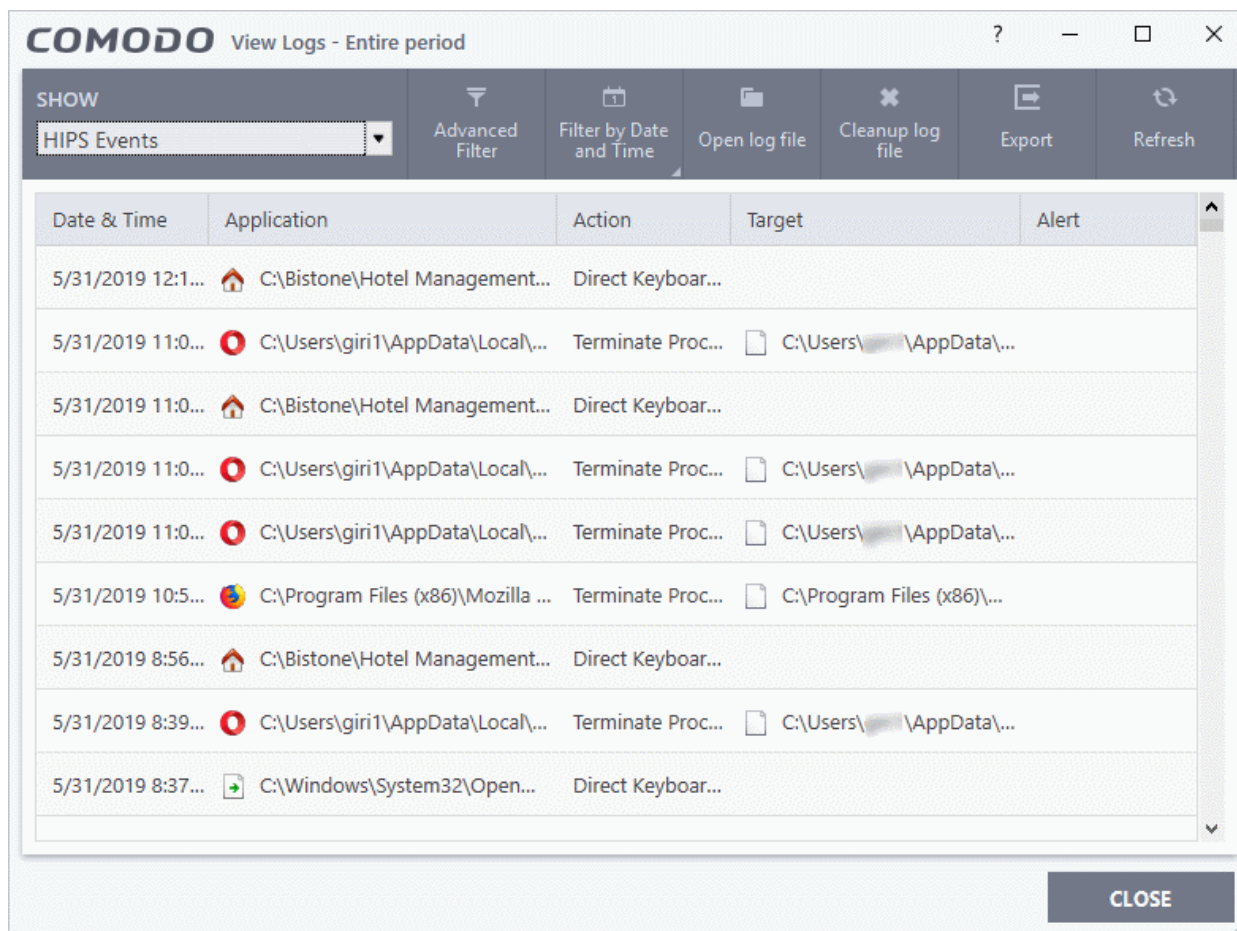 COMODO View Logs - Entire period
?
SHOW
HIPS Events
Advanced
Filter
Filter by Date
and Time
Open log file
Cleanup log
file
Export
Refresh
Date & Time Application Action Target Alert
5/31/2019 12:1... C:\Bistone\Hotel Management... Direct Keyboar...
5/31/2019 11:0... C:\Users\giri1\AppData\Local\... Terminate Proc... C:\Users\ \AppData\...
5/31/2019 11:0... C:\Bistone\Hotel Management... Direct Keyboar...
5/31/2019 11:0... C:\Users\giri1\AppData\Local\... Terminate Proc... C:\Users\ \AppData\...
5/31/2019 11:0... C:\Users\giri1\AppData\Local\... Terminate Proc... C:\Users\ \AppData\...
5/31/2019 10:5... C:\Program Files (x86)\Mozilla ... Terminate Proc... C:\Program Files (x86)\...
5/31/2019 8:56... C:\Bistone\Hotel Management... Direct Keyboar...
5/31/2019 8:39... C:\Users\giri1\AppData\Local\... Terminate Proc... C:\Users\ \AppData\...
5/31/2019 8:37... C:\Windows\System32\Open... Direct Keyboar...
CLOSE